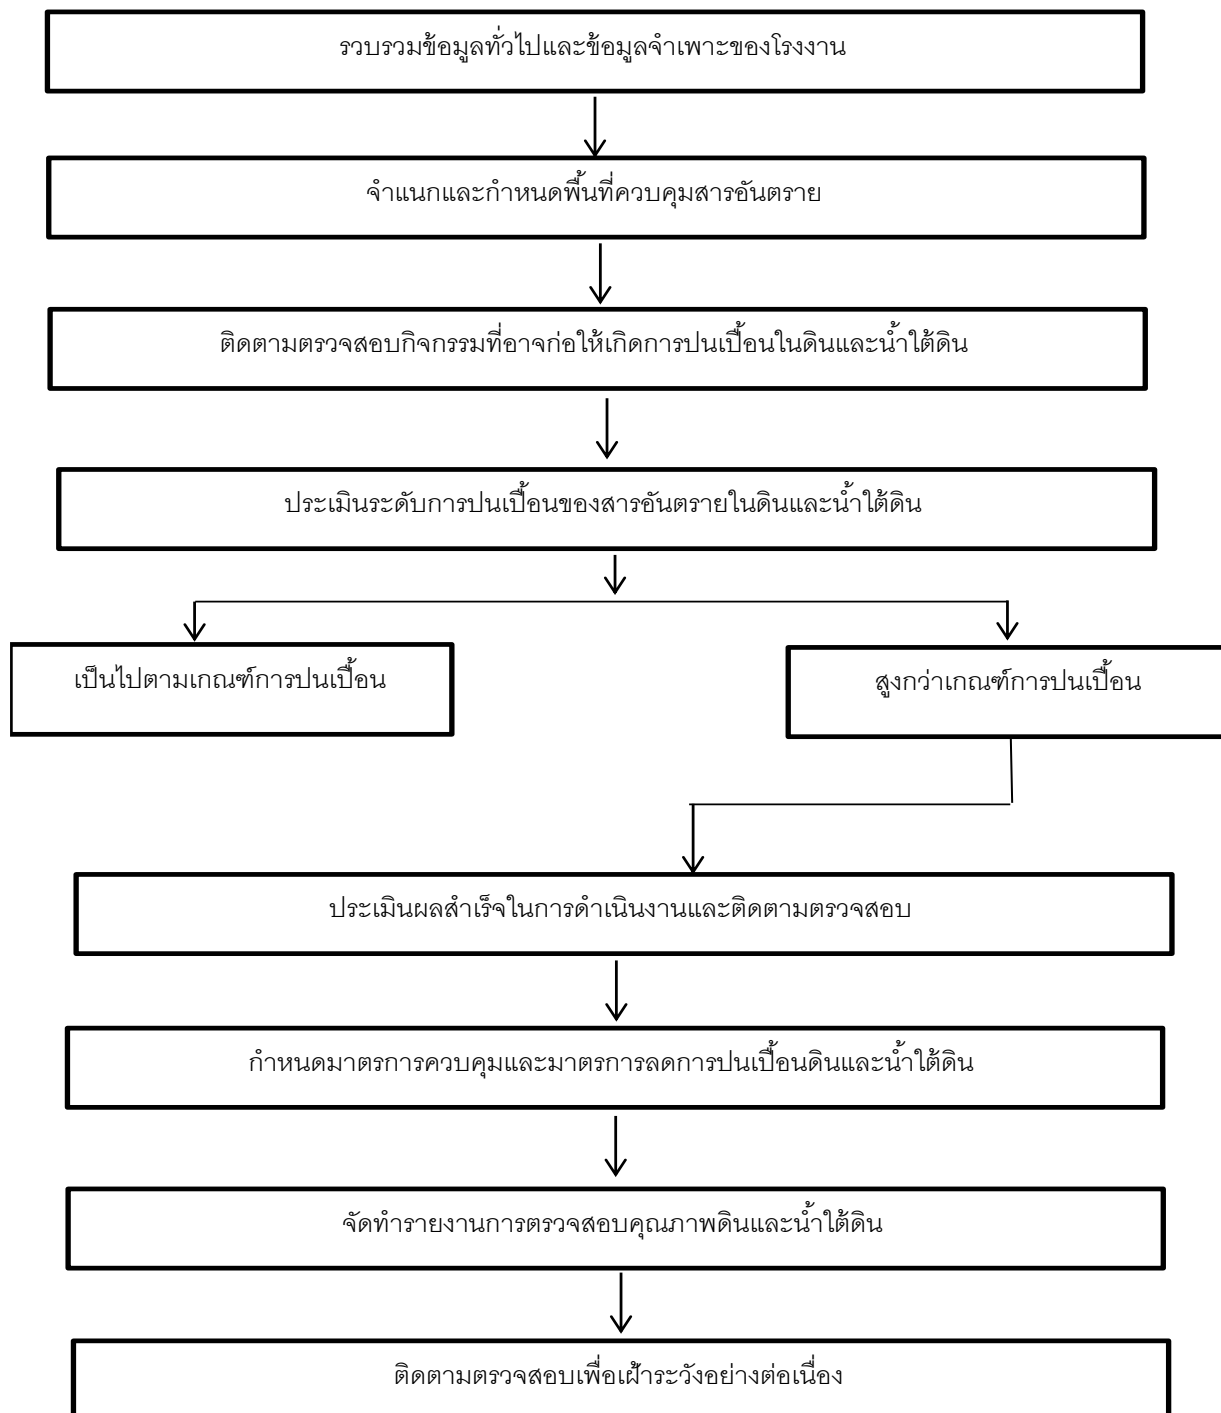 รวบรวมข้อมูลทั่วไปและข้อมูลจำเพาะของโรงงาน
จำแนกและกำหนดพื้นที่ควบคุมสารอันตราย
ติดตามตรวจสอบกิจกรรมที่อาจก่อให้เกิดการปนเปื้อนในดินและน้ำใต้ดิน
ประเมินระดับการปนเปื้อนของสารอันตรายในดินและน้ำใต้ดิน
เป็นไปตามเกณฑ์การปนเปื้อน
สูงกว่าเกณฑ์การปนเปื้อน
ประเมินผลสำเร็จในการดำเนินงานและติดตามตรวจสอบ
กำหนดมาตรการควบคุมและมาตรการลดการปนเปื้อนดินและน้ำใต้ดิน
จัดทำรายงานการตรวจสอบคุณภาพดินและน้ำใต้ดิน
ติดตามตรวจสอบเพื่อเฝ้าระวังอย่างต่อเนื่อง